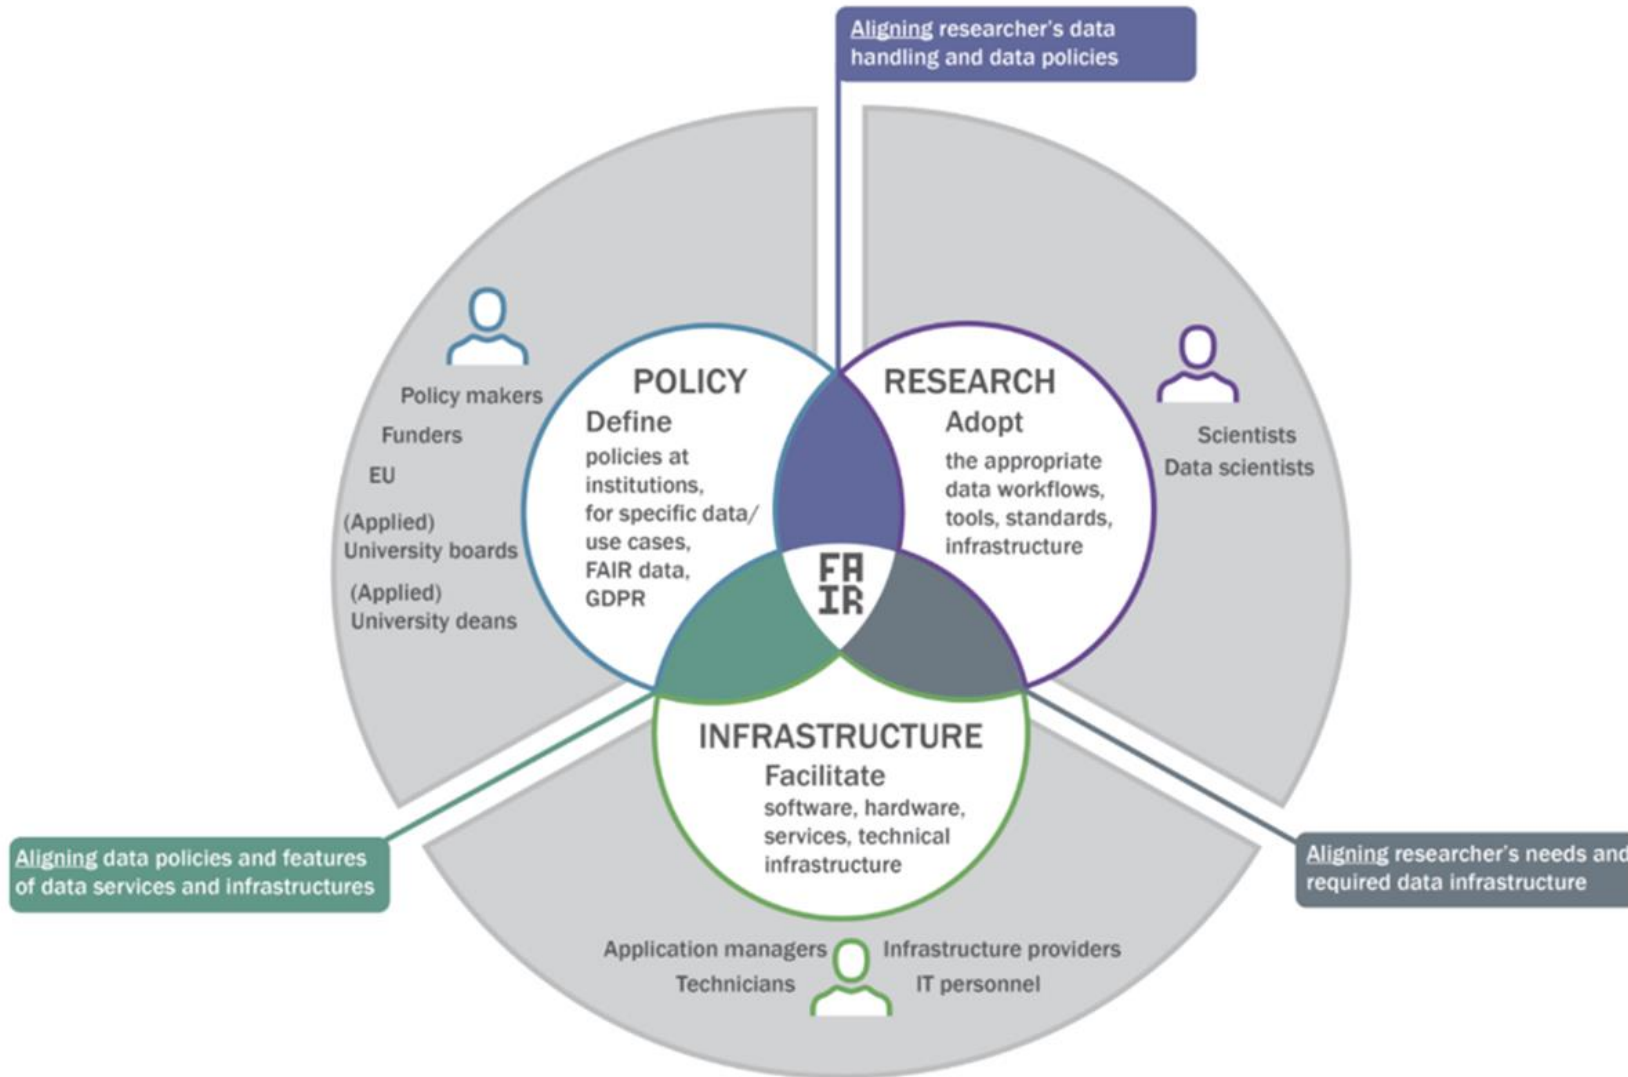 Aligning researcher's data
handling and data policies
Policy makers
Funders
EU
(Applied)
University boards
(Applied)
University deans
POLICY
Define
policies at
institutions,
for specific data/
use cases,
FAIR data,
GDPR
RESEARCH
Adopt
the appropriate
data workflows,
tools, standards,
infrastructure
Scientists
Data scientists
FA
IR
INFRASTRUCTURE
Facilitate
software, hardware,
services, technical
infrastructure
Aligning data policies and features
of data services and infrastructures
Aligning researcher's needs and
required data infrastructure
Application managers
Technicians
Infrastructure providers
IT personnel